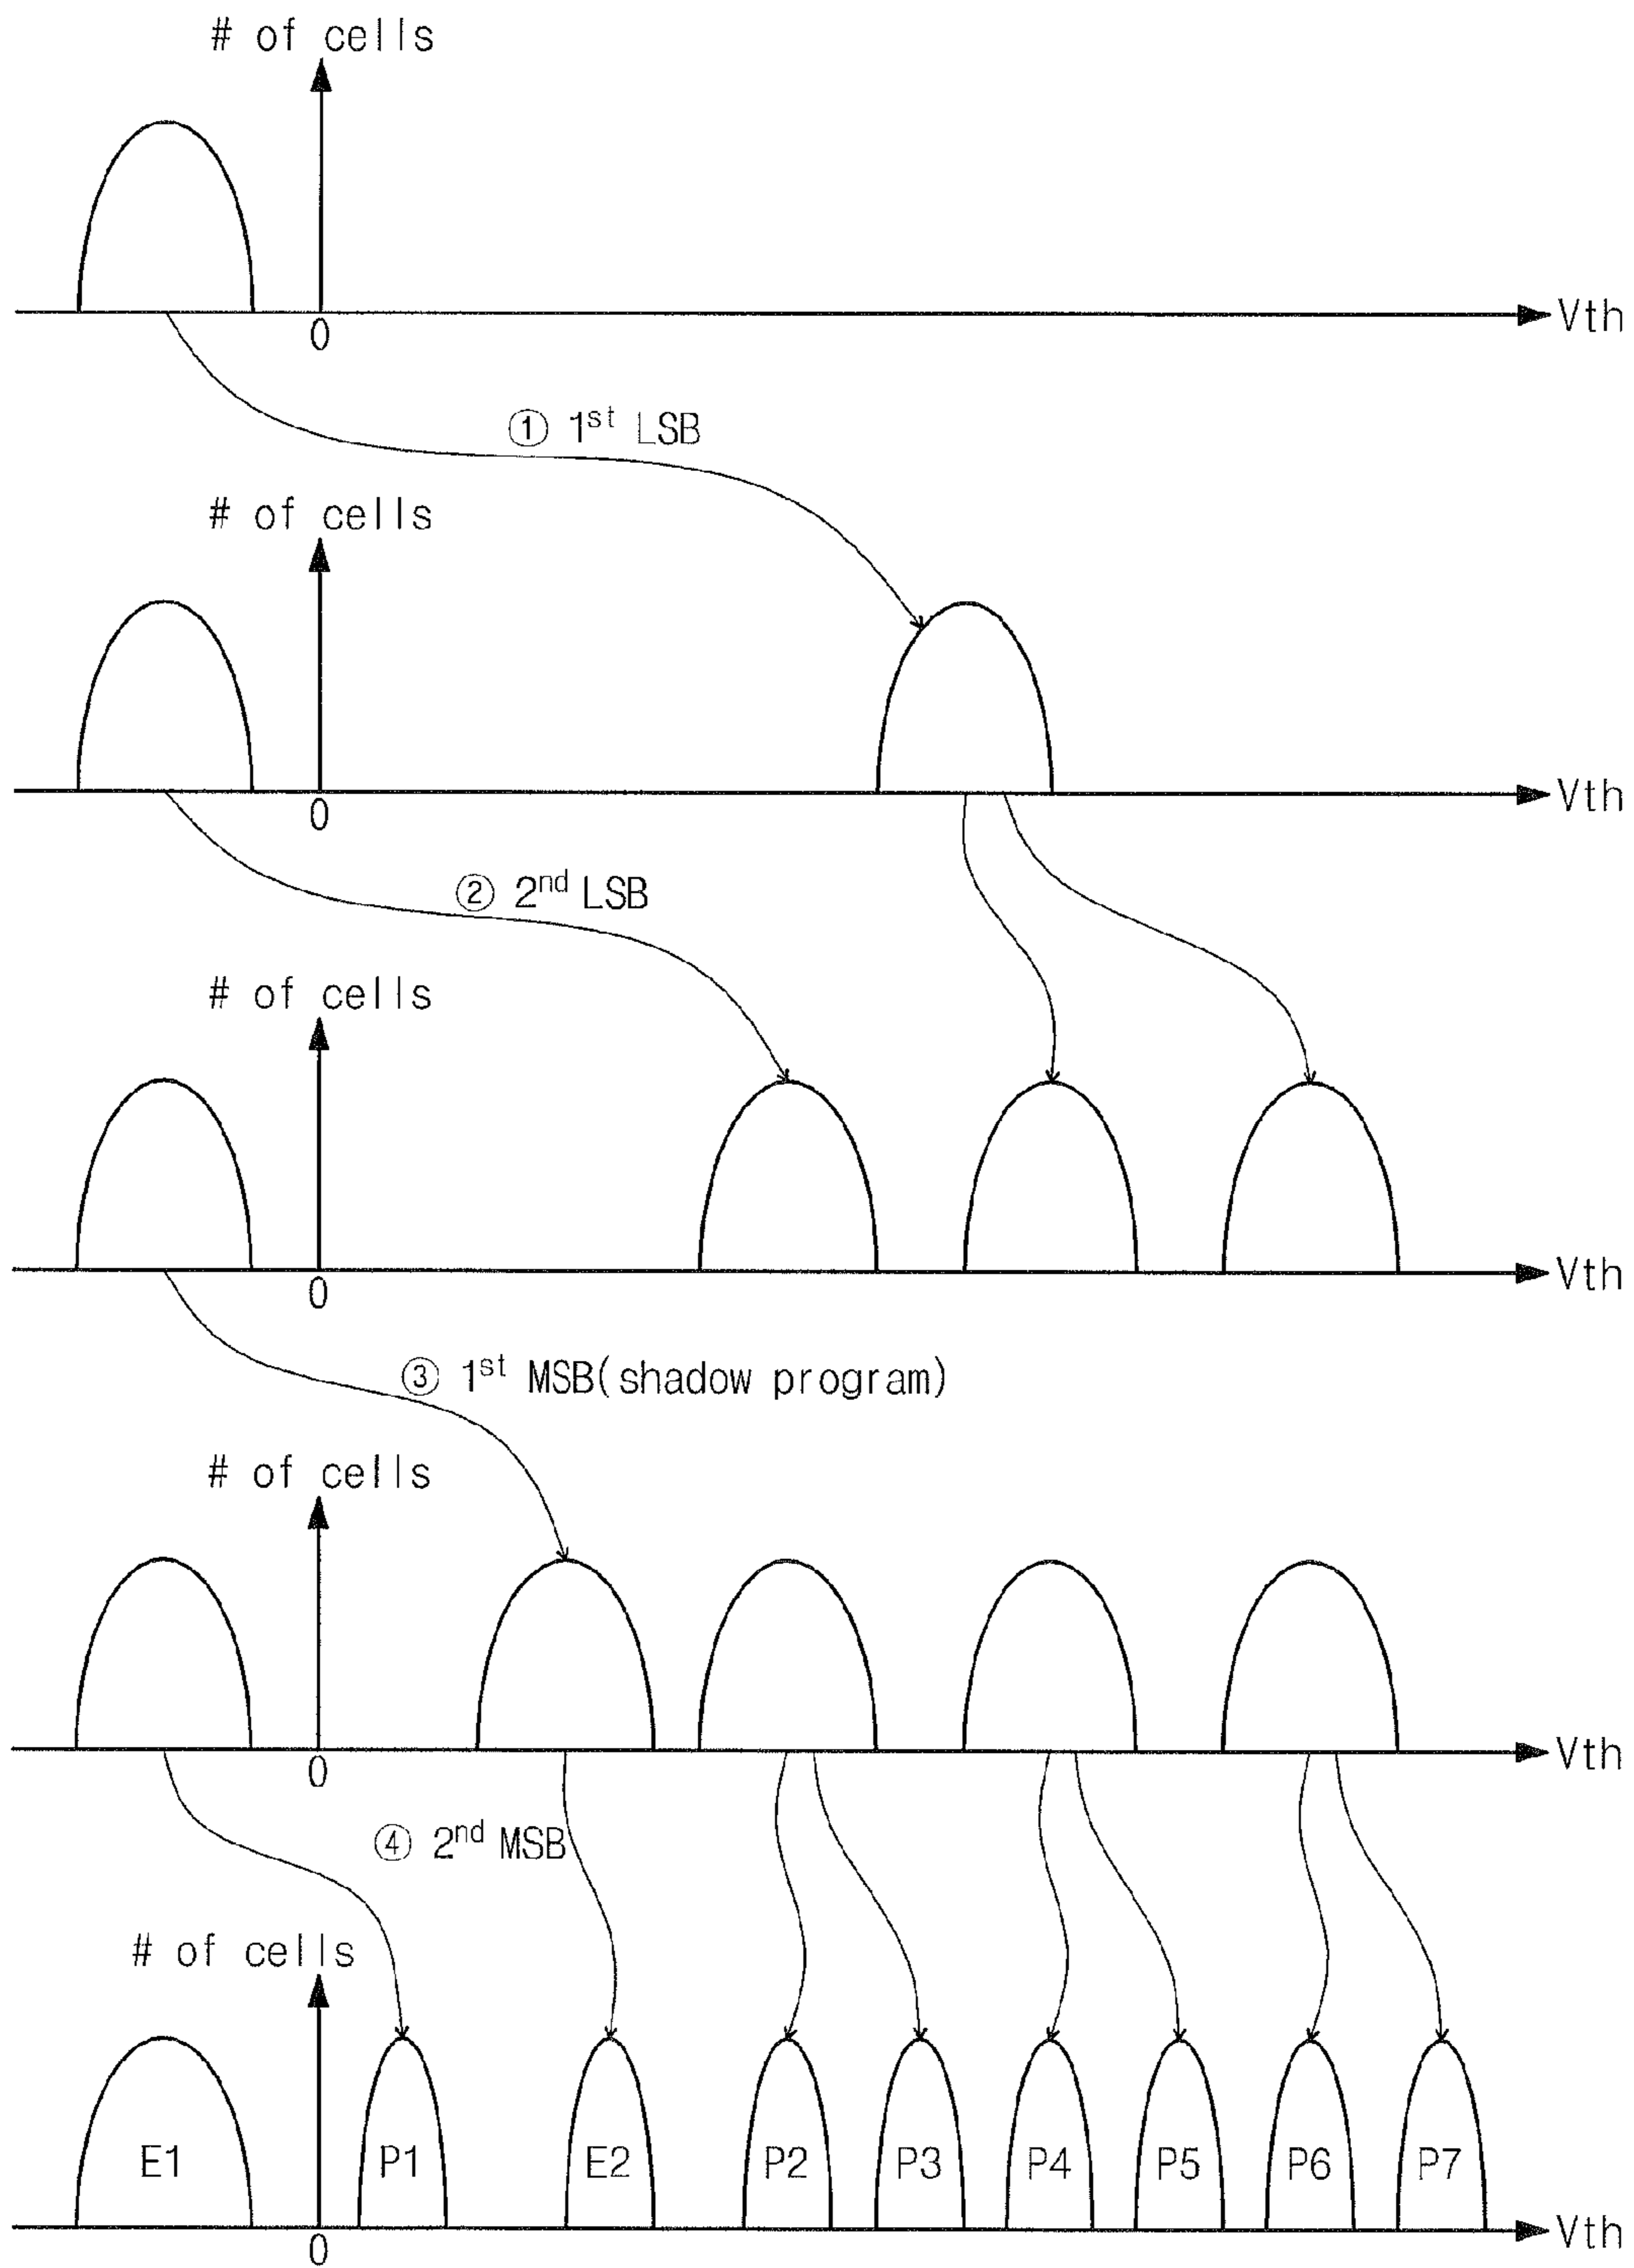 # of cells
Vth
0
① 1st LSB
# of cells
Vth
0
② 2nd LSB
# of cells
Vth
0
③ 1st MSB(shadow program)
# of cells
Vth
0
④ 2nd MSB
# of cells
E1 P1 E2 P2 P3 P4 P5 P6 P7
Vth
0